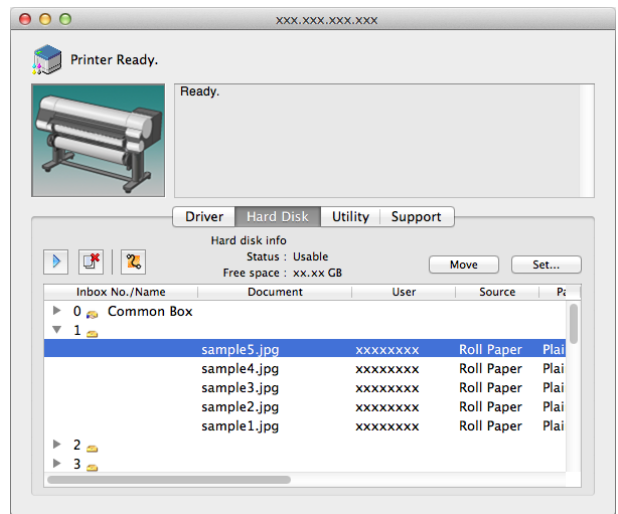 xxx.xxx.xxx.xxx
Printer Ready.
Ready.
Driver Hard Disk Utility Support
Hard disk info
Status : Usable
Free space : xx.xx GB
Move Set...
Inbox No./Name Document User Source Pa
0 Common Box
1
sample5.jpg xxxxxxxx Roll Paper Plai
sample4.jpg xxxxxxxx Roll Paper Plai
sample3.jpg xxxxxxxx Roll Paper Plai
sample2.jpg xxxxxxxx Roll Paper Plai
sample1.jpg xxxxxxxx Roll Paper Plai
2
3